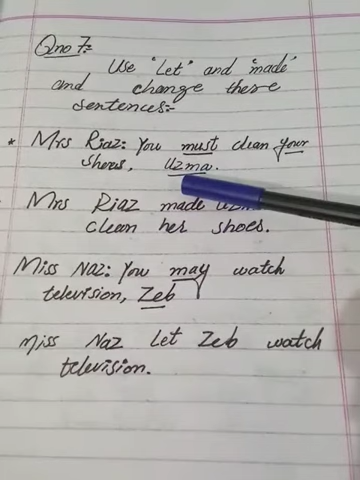 Qno 7:-
Use "Let" and "made"
and change these
sentences:-
* Mrs Riaz: You must clean your
shoes, Uzma.
Mrs Riaz made
clean her shoes.
Miss Naz: You may watch
television, Zeb
Miss Naz Let Zeb watch
television.